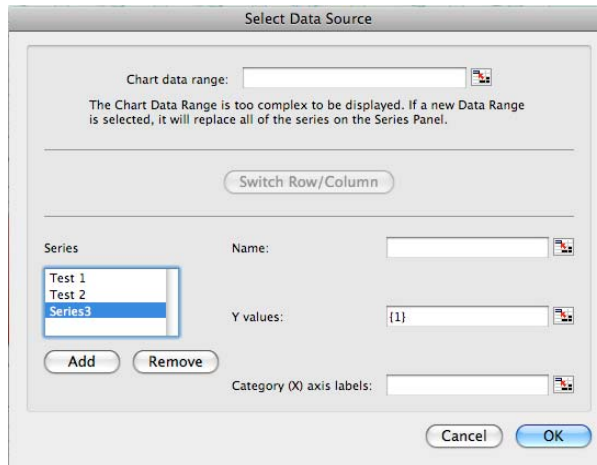 Select Data Source
Chart data range:
The Chart Data Range is too complex to be displayed. If a new Data Range
is selected, it will replace all of the series on the Series Panel.
Switch Row/Column
Series
Name:
Test 1
Test 2
Series3
Y values:
{1}
Add
Remove
Category (X) axis labels:
Cancel
OK